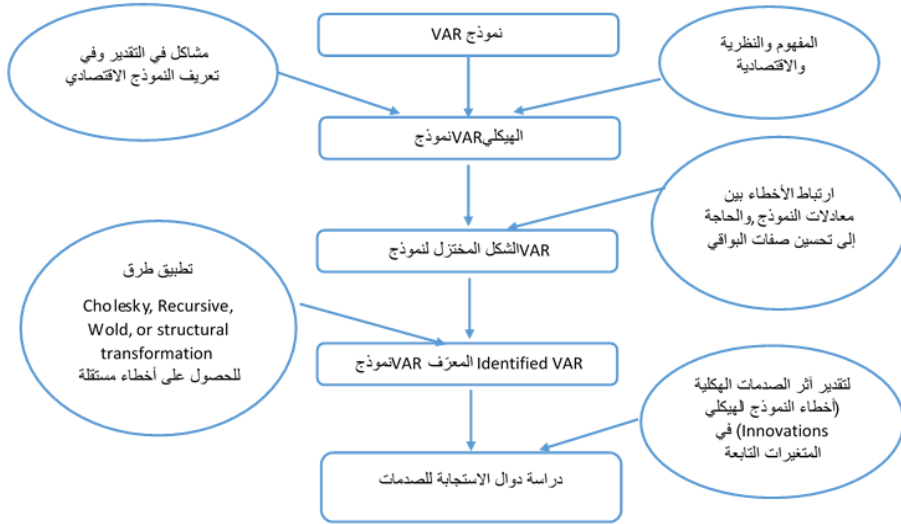 نموذج VAR
مشاكل في التقدير وفي
تعريف النموذج الاقتصادي
المفهوم والنظرية
والاقتصادية
الهيكليVARنموذج
ارتباط الأخطاء بين
معادلات النموذج,والحاجة
إلى تحسين صفات البواقي
VARالشكل المختزل لنموذج
تطبيق طرق
Cholesky, Recursive,
Wold, or structural
transformation
للحصول على أخطاء مستقلة
Identified VAR المعرّف VARنموذج
لتقدير آثر الصدمات الهكلية
(أخطاء النموذج الهيكلي
Innovations) في
المتغيرات التابعة
دراسة دوال الاستجابة للصدمات